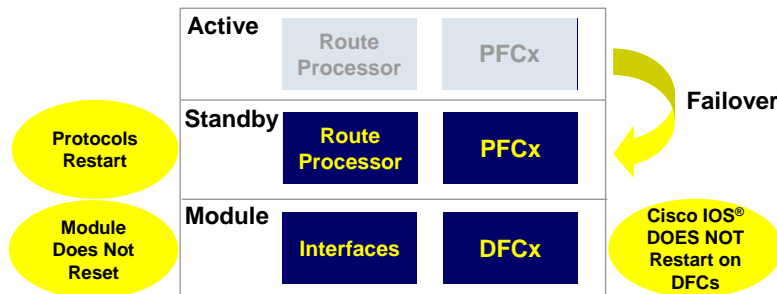 Active
Route
Processor
PFCx
Failover
Standby
Protocols
Restart
Route
Processor
PFCx
Module
Module
Does Not
Reset
Interfaces
DFCx
Cisco IOS®
DOES NOT
Restart on
DFCs